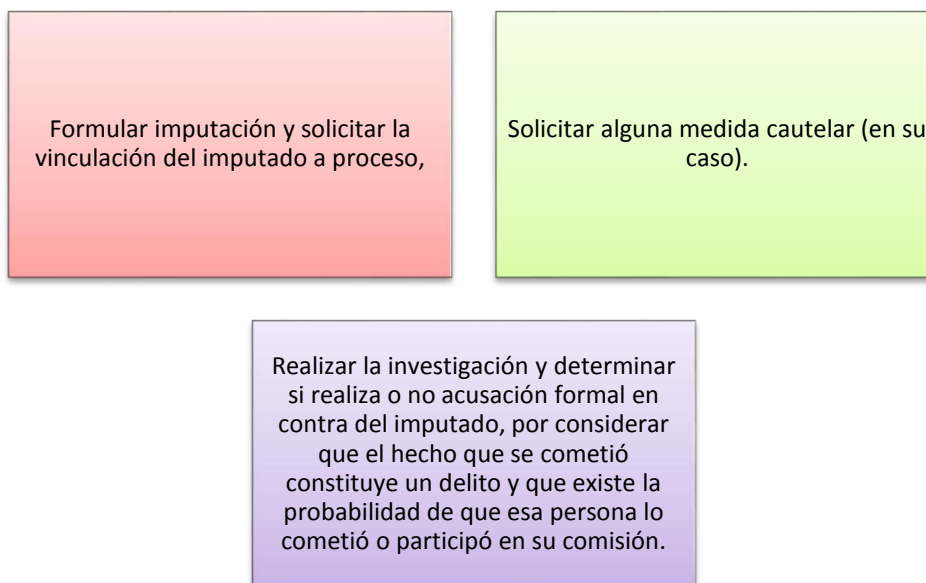 Formular imputación y solicitar la
vinculación del imputado a proceso,
Solicitar alguna medida cautelar (en su
caso).
Realizar la investigación y determinar
si realiza o no acusación formal en
contra del imputado, por considerar
que el hecho que se cometió
constituye un delito y que existe la
probabilidad de que esa persona lo
cometió o participó en su comisión.